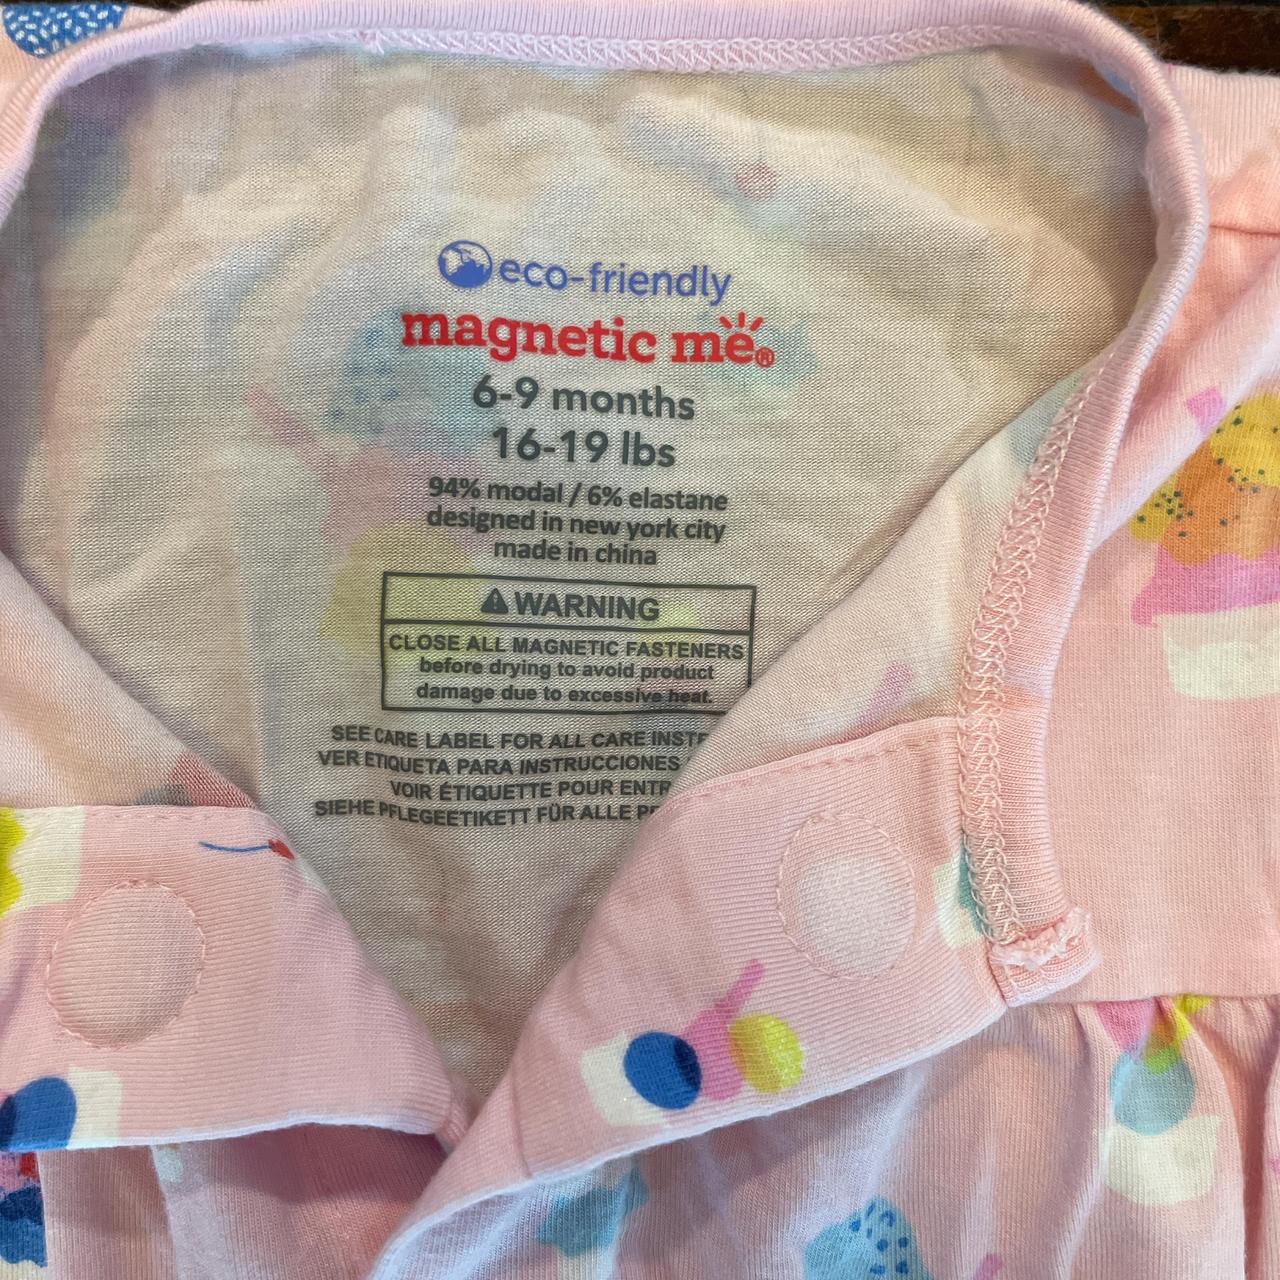 eco-friendly
magnetic me®
6-9 months
16-19 lbs
94% modal / 6% elastane
designed in new york city
made in china
⚠ WARNING
CLOSE ALL MAGNETIC FASTENERS
before drying to avoid product
damage due to excessive heat.
SEE CARE LABEL FOR ALL CARE
VER ETIQUETA PARA INSTRUCCIONES
VOIR ÉTIQUETTE POUR
SIEHE PFLEGEETIKETT FÜR ALLE